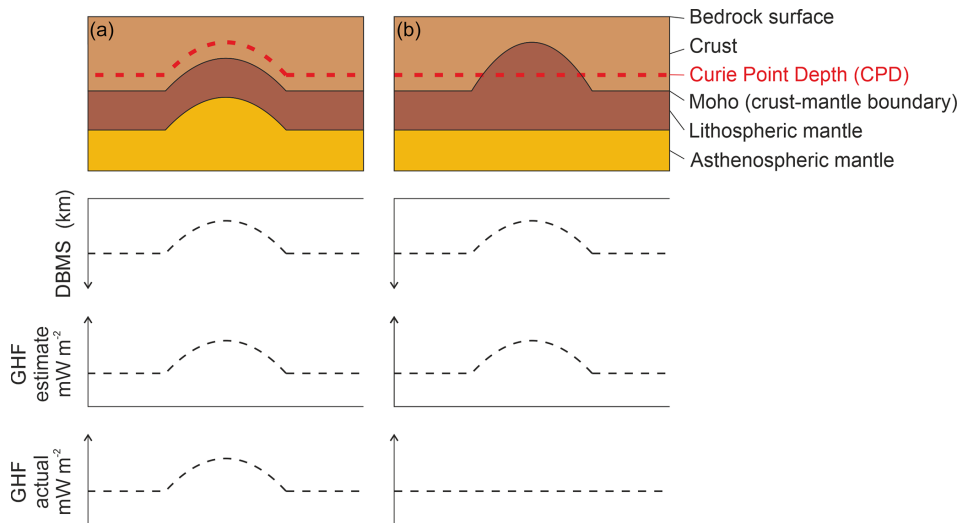 (a)
(b)
Bedrock surface
Crust
Curie Point Depth (CPD)
Moho (crust-mantle boundary)
Lithospheric mantle
Asthenospheric mantle
DBMS (km)
GHF
estimate
mW m⁻²
GHF
actual
mW m⁻²